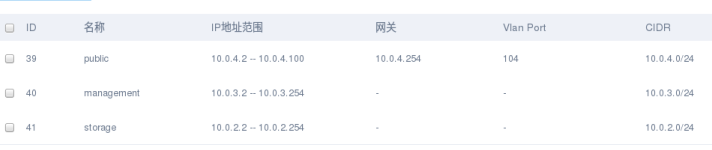 ID 名称 IP地址范围 网关 Vlan Port CIDR
39 public 10.0.4.2 -- 10.0.4.100 10.0.4.254 104 10.0.4.0/24
40 management 10.0.3.2 -- 10.0.3.254 - - 10.0.3.0/24
41 storage 10.0.2.2 -- 10.0.2.254 - - 10.0.2.0/24